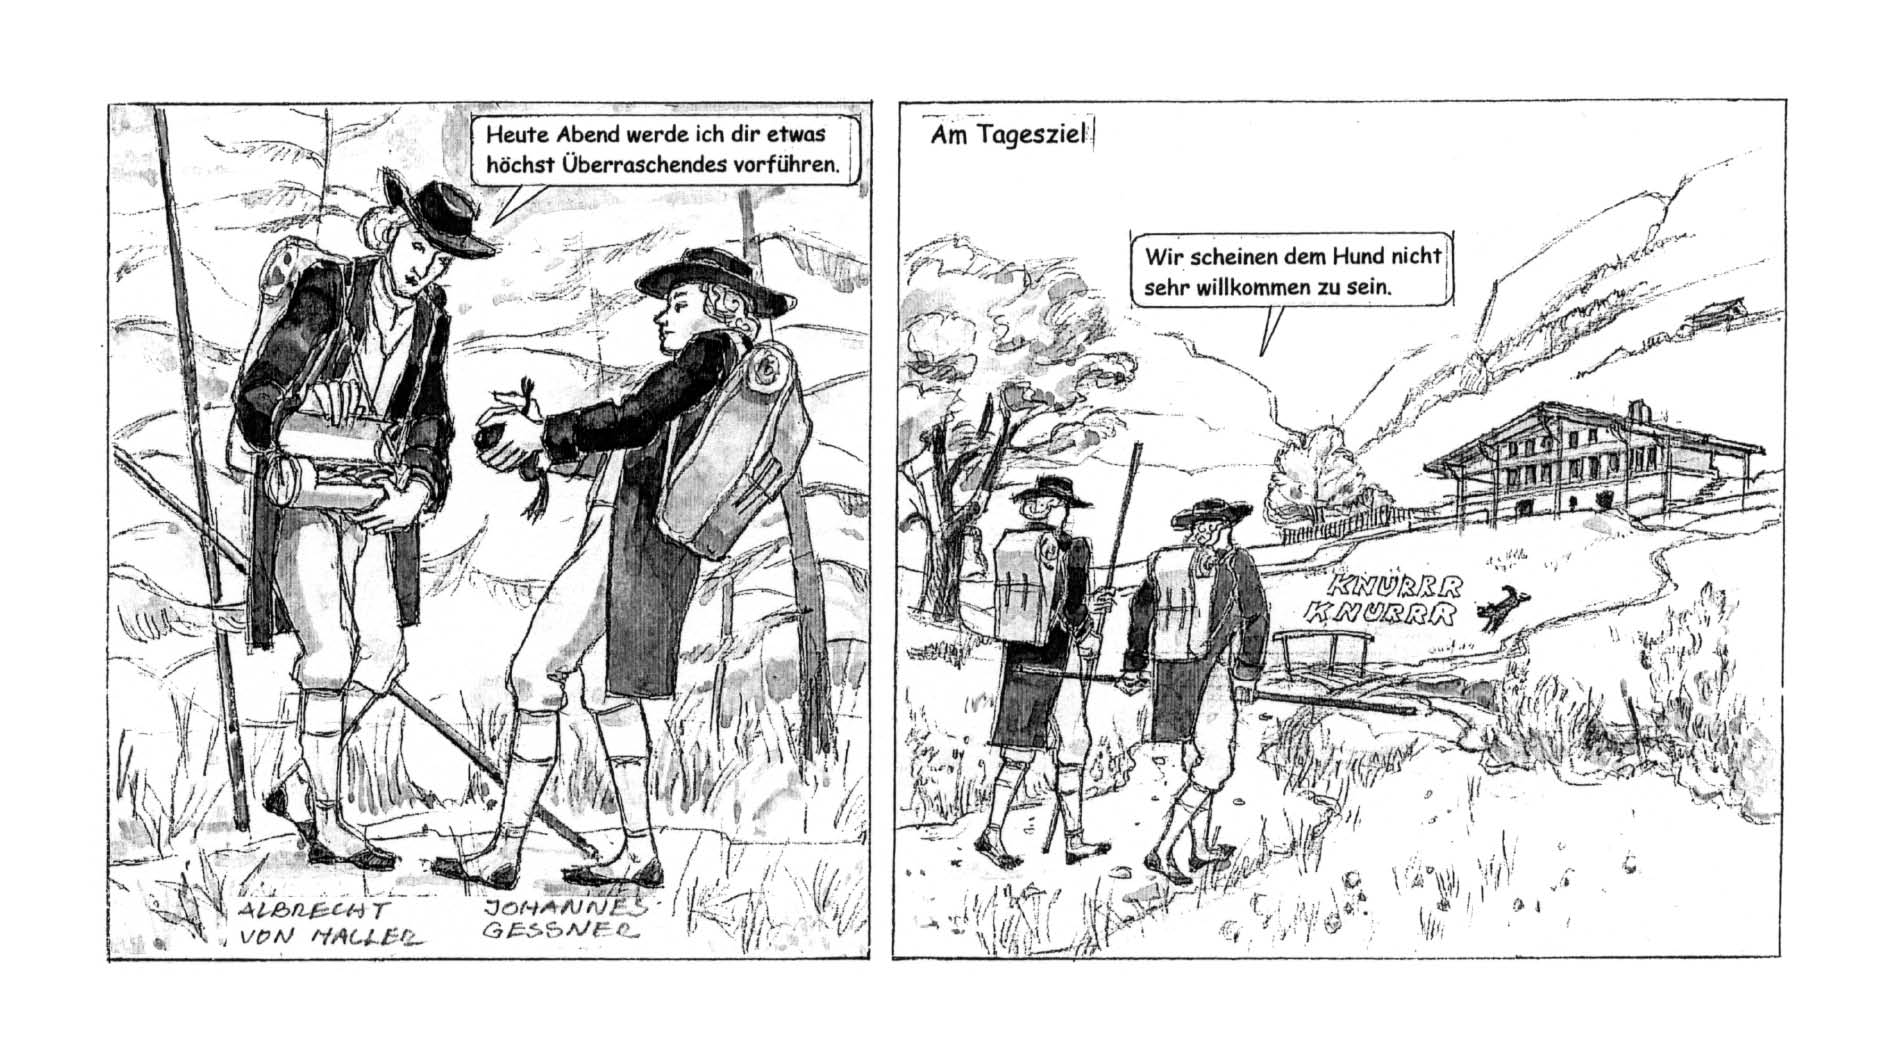 Heute Abend werde ich dir etwas
höchst Überraschendes vorführen.
ALBRECHT
VON HALLER
JOHANNES
GESSNER
Am Tagesziel
Wir scheinen dem Hund nicht
sehr willkommen zu sein.
KNURRR
KNURRR